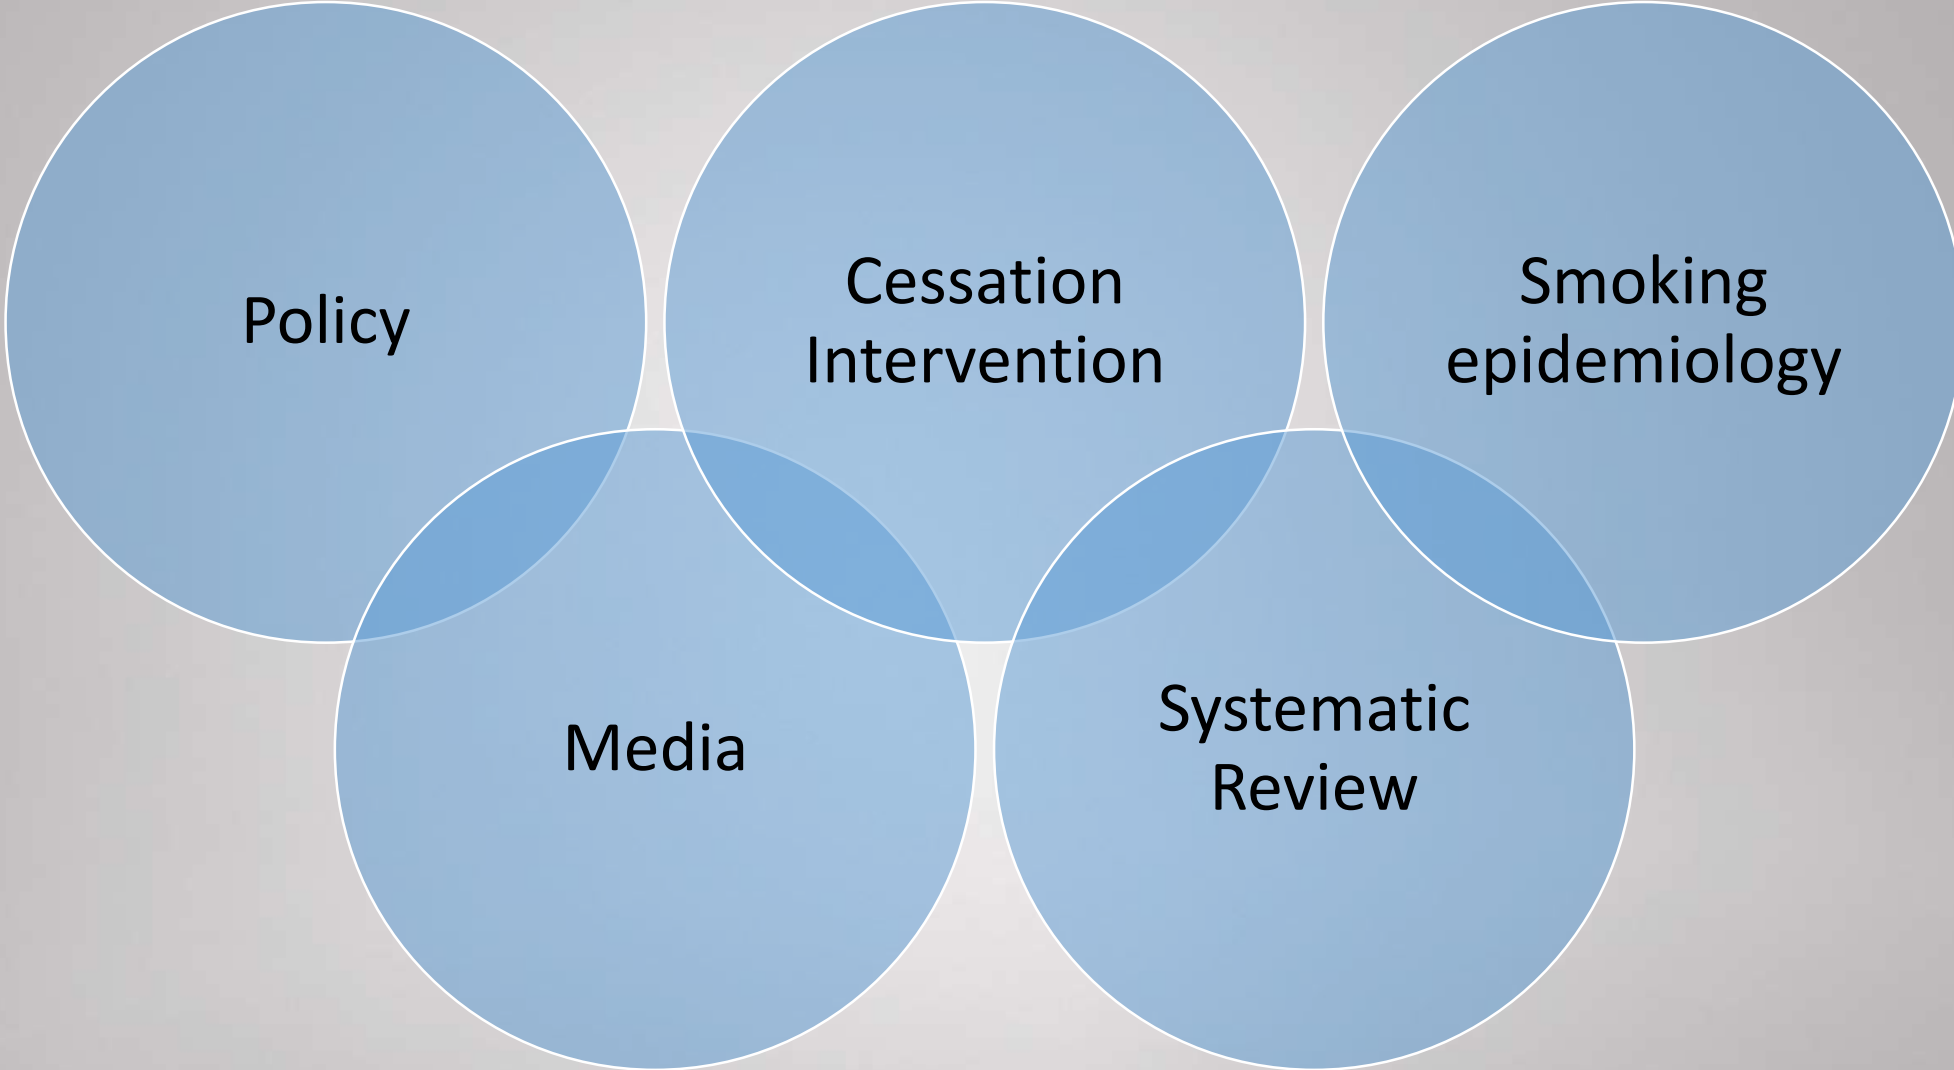 Policy
Cessation
Intervention
Smoking
epidemiology
Media
Systematic
Review